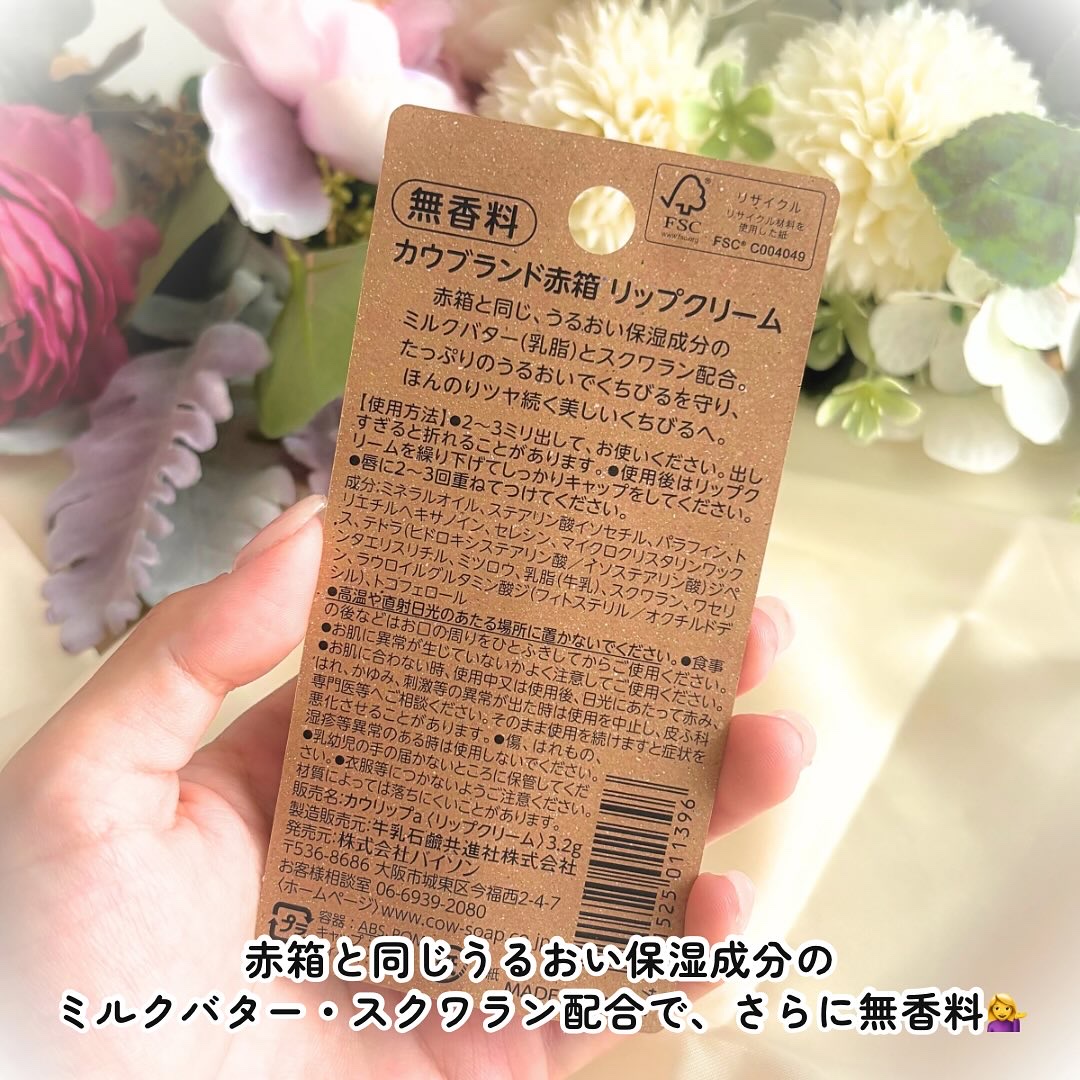 無香料
FSC®
www.fsc.org
リサイクル
リサイクル材料を
使用した紙
FSC® C004049
カウブランド赤箱 リップクリーム
赤箱と同じ、うるおい保湿成分の
ミルクバター(乳脂)とスクワラン配合。
たっぷりのうるおいでくちびるを守り、
ほんのりツヤ続く美しいくちびるへ。
【使用方法】●2〜3ミリ出して、お使いください。出し
すぎると折れることがあります。●使用後はリップク
リームを繰り下げてしっかりキャップをしてください。
●唇に2〜3回重ねてつけてください。
成分:ミネラルオイル、ステアリン酸イソセチル、パラフィン、ト
リエチルヘキサノイン、セレシン、マイクロクリスタリンワック
ス、テトラ(ヒドロキシステアリン酸/イソステアリン酸)ジペ
ンタエリスリチル、ミツロウ、乳脂(牛乳)、スクワラン、ワセリ
ン、ラウロイルグルタミン酸ジ(フィトステリル/オクチルドデ
シル)、トコフェロール
●高温や直射日光のあたる場所に置かないでください。●食事
の後などはお口の周りをひとふきしてからご使用ください。
●お肌に異常が生じていないかよく注意してご使用ください。
●お肌に合わない時、使用中又は使用後、日光にあたって赤み、
はれ、かゆみ、刺激等の異常が出た時は使用を中止し、皮ふ科
専門医等へご相談ください。そのまま使用を続けますと症状を
悪化させることがあります。●傷、はれもの、
湿疹等異常のある時は使用しないでください。
●乳幼児の手の届かないところに保管してくだ
さい。●衣服等につかないようご注意ください。
材質によっては落ちにくいことがあります。
販売名:カウリップa〈リップクリーム〉3.2g
製造販売元:牛乳石鹸共進社株式会社
発売元:株式会社バイソン
〒536-8686 大阪市城東区今福西2-4-7
お客様相談室 06-6939-2080
〈ホームページ〉www.cow-soap.co.jp
プラ
容器:ABS、
紙
MADE
525 011396
赤箱と同じうるおい保湿成分の
ミルクバター・スクワラン配合で、さらに無香料💁‍♀️